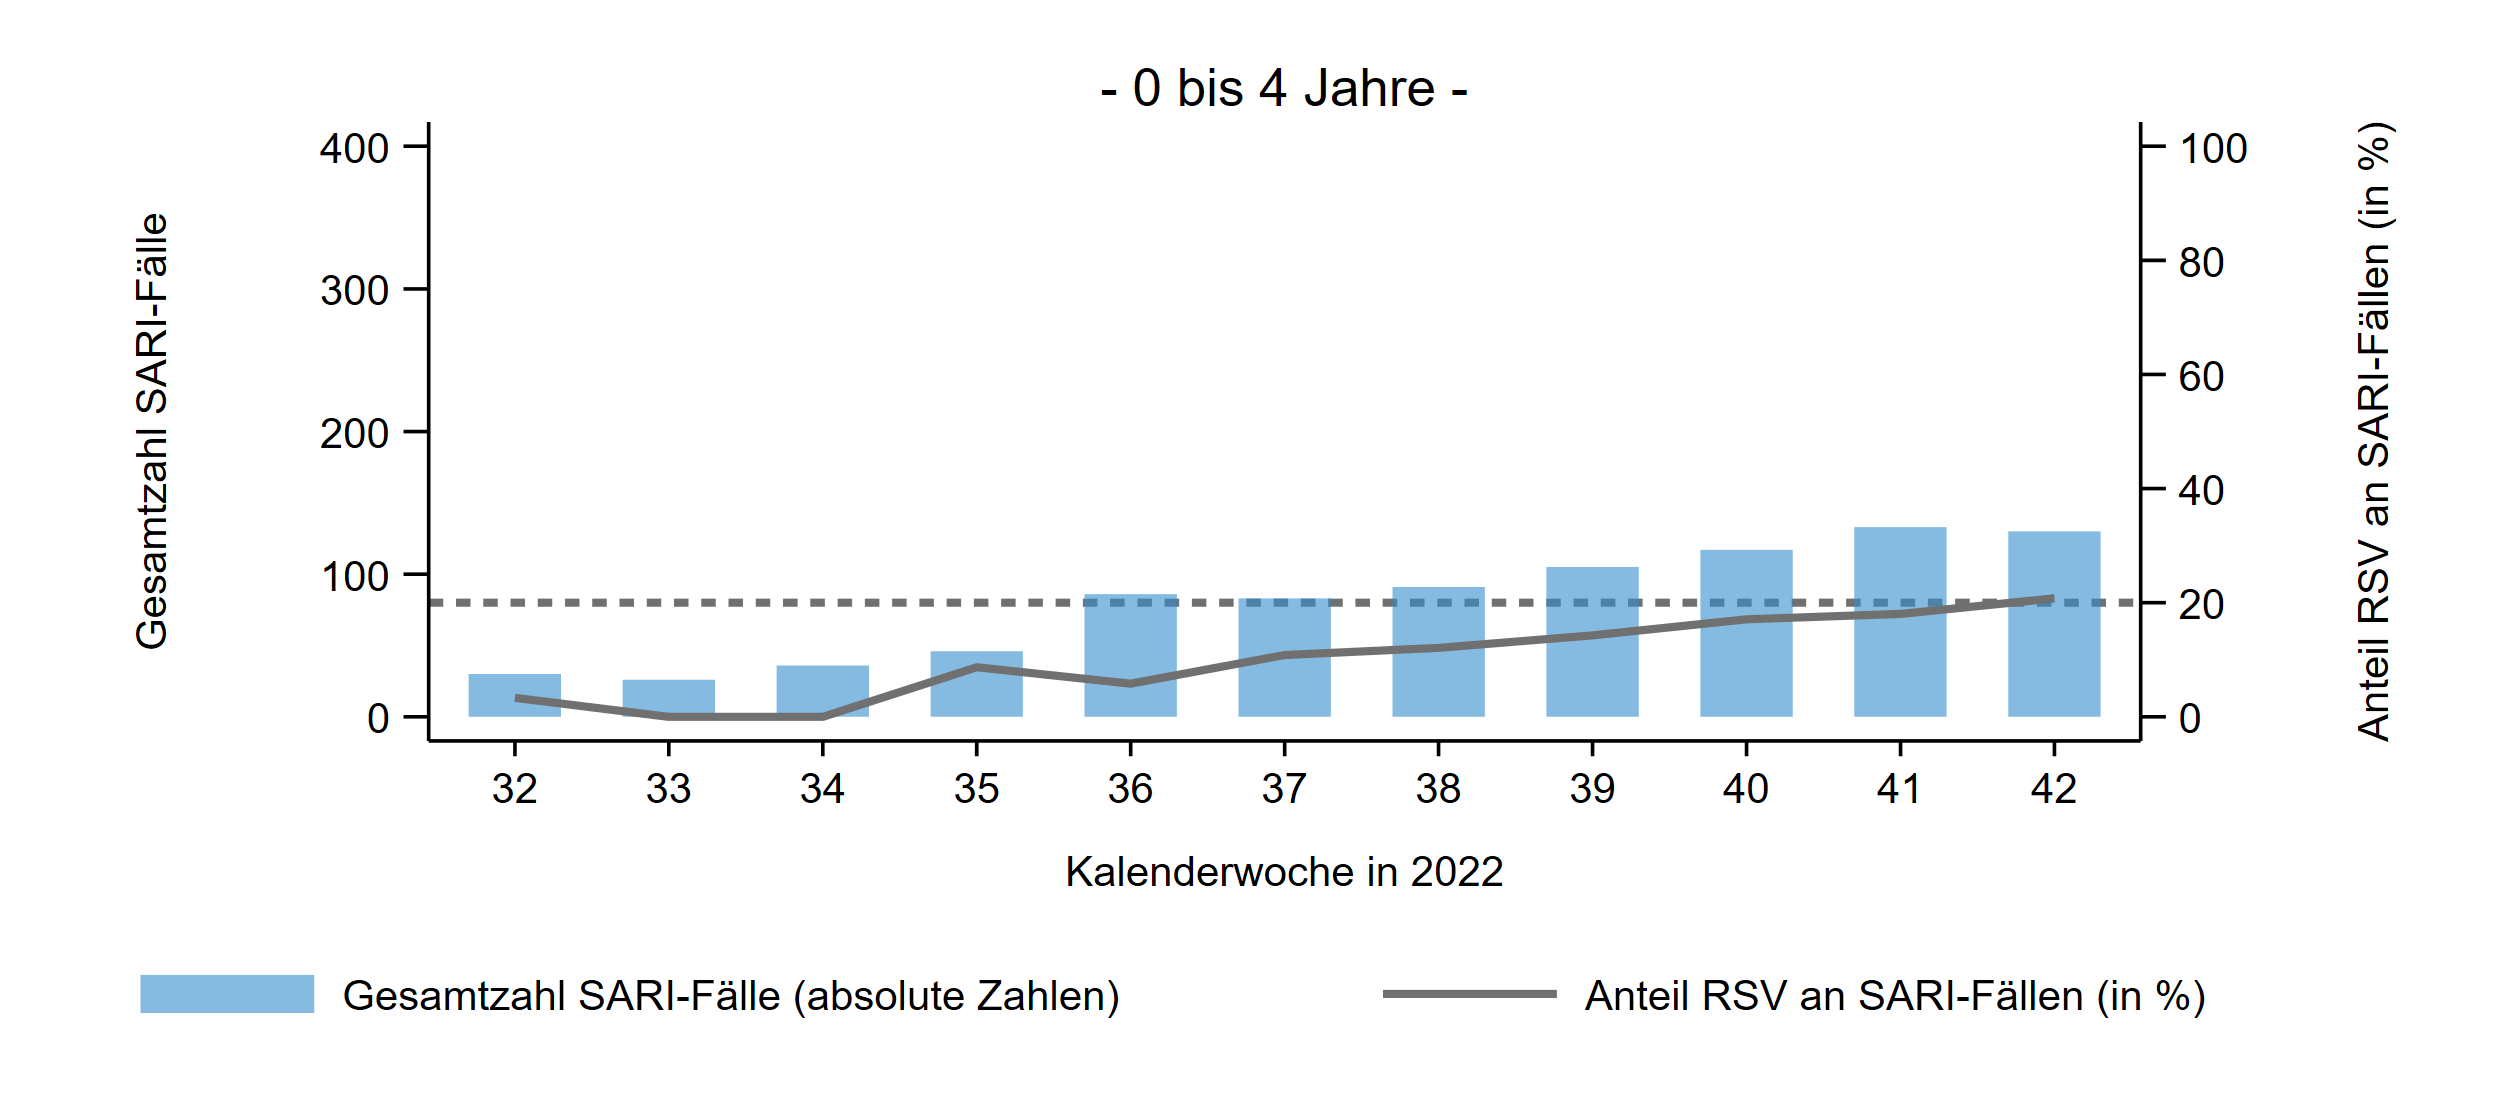 - 0 bis 4 Jahre -
Gesamtzahl SARI-Fälle
400
300
200
100
0
100
80
60
40
20
0
Anteil RSV an SARI-Fällen (in %)
32 33 34 35 36 37 38 39 40 41 42
Kalenderwoche in 2022
Gesamtzahl SARI-Fälle (absolute Zahlen)
Anteil RSV an SARI-Fällen (in %)